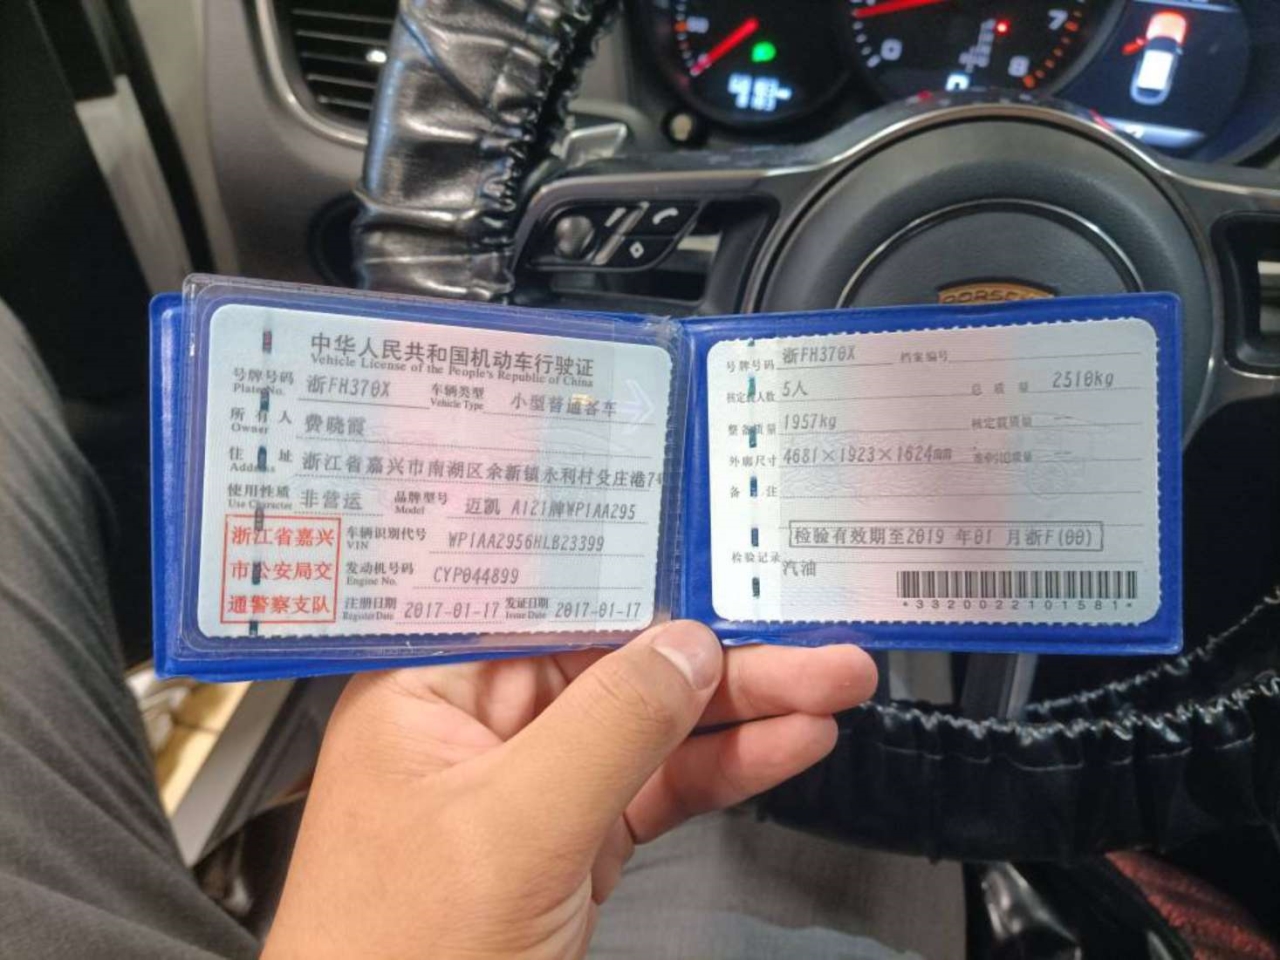 中华人民共和国机动车行驶证
Vehicle License of the People's Republic of China
号牌号码 浙FH370X 车辆类型 小型普通客车
Plate No. Vehicle Type
所有人 费晓霞
Owner
住址 浙江省嘉兴市南湖区余新镇永利村殳庄港74
Address
使用性质 非营运 品牌型号 迈凯 A121牌WP1AA295
Use Character Model
浙江省嘉兴
市公安局交
通警察支队
车辆识别代号 WP1AA2956HLB23399
VIN
发动机号码 CYP044899
Engine No.
注册日期 2017-01-17 发证日期 2017-01-17
Register Date Issue Date
号牌号码 浙FH370X 档案编号
核定载人数 5人 总质量 2510kg
整备质量 1957kg 核定载质量 --
外廓尺寸 4681×1923×1624mm --
备注
检验记录 检验有效期至2019 年01 月浙F(00)
汽油
*3320022101581*
PORSCHE
7
8
0